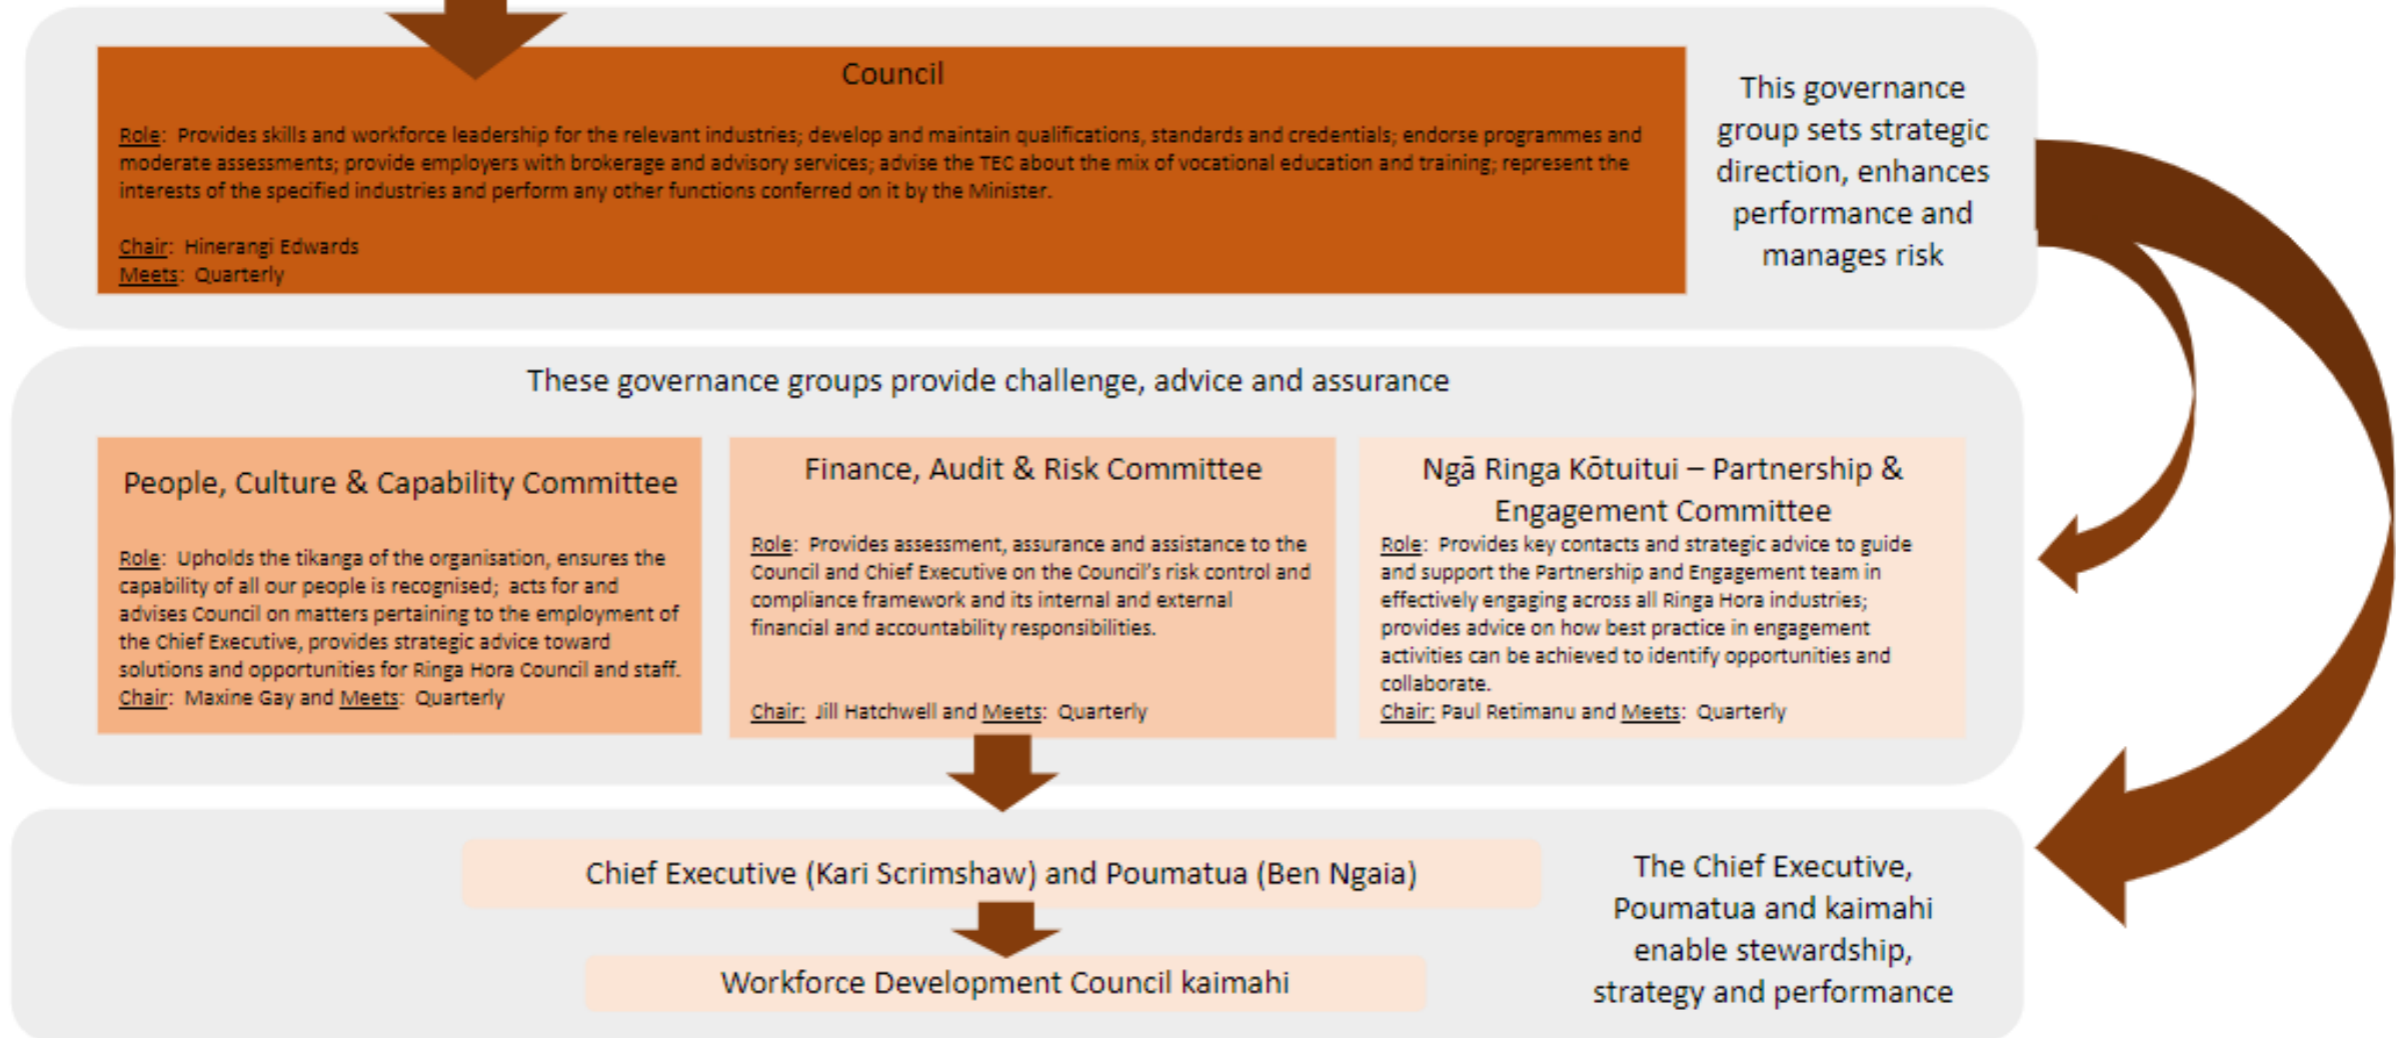 Council
Role: Provides skills and workforce leadership for the relevant industries; develop and maintain qualifications, standards and credentials; endorse programmes and
moderate assessments; provide employers with brokerage and advisory services; advise the TEC about the mix of vocational education and training; represent the
interests of the specified industries and perform any other functions conferred on it by the Minister.
Chair: Hinerangi Edwards
Meets: Quarterly
This governance
group sets strategic
direction, enhances
performance and
manages risk
These governance groups provide challenge, advice and assurance
People, Culture & Capability Committee
Role: Upholds the tikanga of the organisation, ensures the
capability of all our people is recognised; acts for and
advises Council on matters pertaining to the employment of
the Chief Executive, provides strategic advice toward
solutions and opportunities for Ringa Hora Council and staff.
Chair: Maxine Gay and Meets: Quarterly
Finance, Audit & Risk Committee
Role: Provides assessment, assurance and assistance to the
Council and Chief Executive on the Council's risk control and
compliance framework and its internal and external
financial and accountability responsibilities.
Chair: Jill Hatchwell and Meets: Quarterly
Ngā Ringa Kōtuitui – Partnership &
Engagement Committee
Role: Provides key contacts and strategic advice to guide
and support the Partnership and Engagement team in
effectively engaging across all Ringa Hora industries;
provides advice on how best practice in engagement
activities can be achieved to identify opportunities and
collaborate.
Chair: Paul Retimanu and Meets: Quarterly
Chief Executive (Kari Scrimshaw) and Poumatua (Ben Ngaia)
Workforce Development Council kaimahi
The Chief Executive,
Poumatua and kaimahi
enable stewardship,
strategy and performance